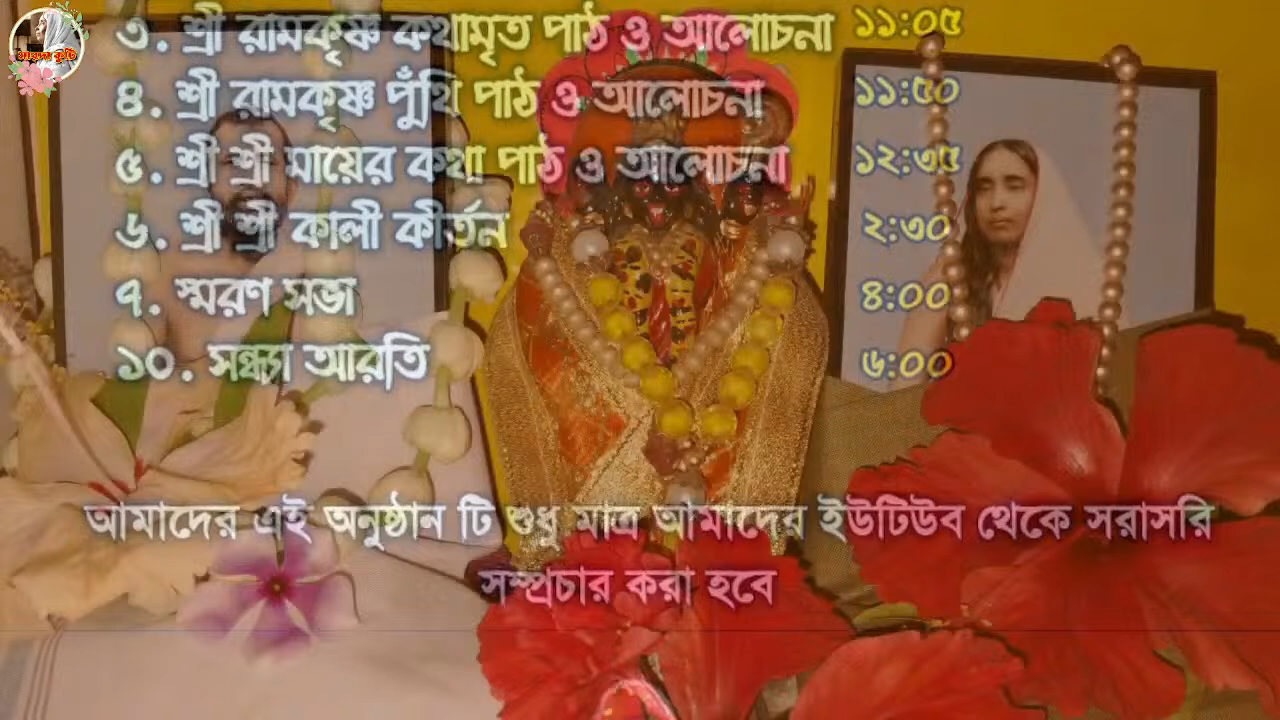 ৩. শ্রী রামকৃষ্ণ কথামৃত পাঠ ও আলোচনা ১১:০৫
৪. শ্রী রামকৃষ্ণ পুঁথি পাঠ ও আলোচনা ১১:৫০
৫. শ্রী শ্রী মায়ের কথা পাঠ ও আলোচনা ১২:৩৫
৬. শ্রী শ্রী কালী কীর্তন ২:৩০
৭. স্মরণ সভা ৪:০০
১০. সন্ধ্যা আরতি ৬:০০
আমাদের এই অনুষ্ঠান টি শুধু মাত্র আমাদের ইউটিউব থেকে সরাসরি
সম্প্রচার করা হবে